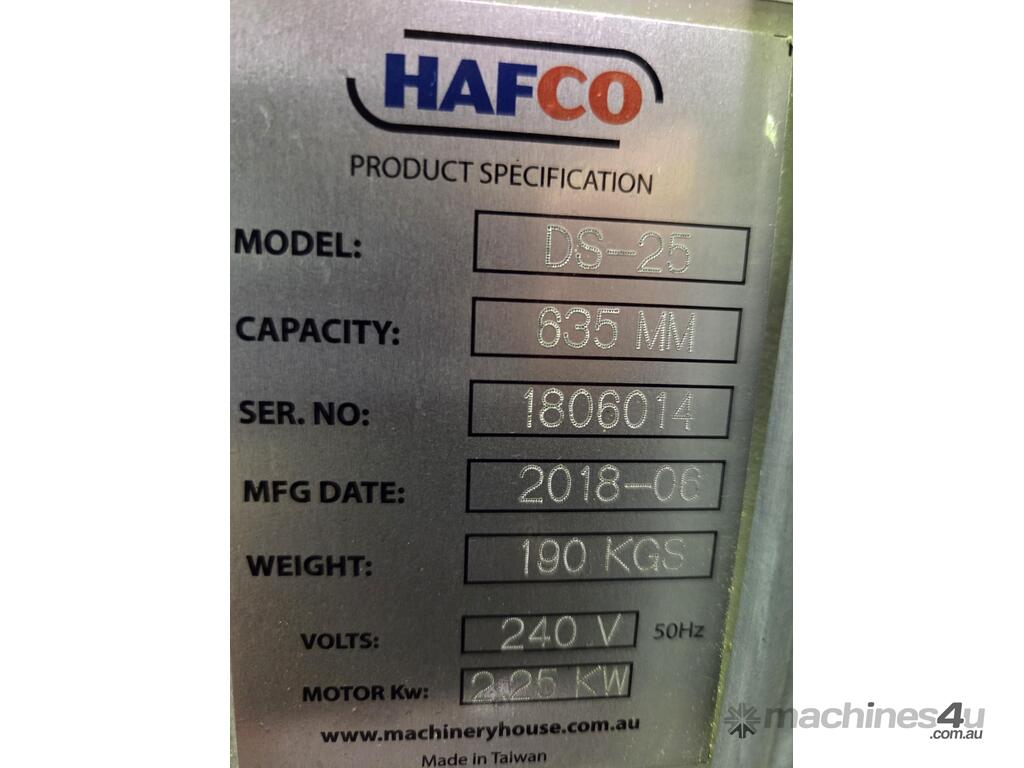 HAFCO
PRODUCT SPECIFICATION
MODEL: DS-25
CAPACITY: 635 MM
SER. NO: 1806014
MFG DATE: 2018-06
WEIGHT: 190 KGS
VOLTS: 240 V 50Hz
MOTOR Kw: 2.25 KW
www.machineryhouse.com.au
Made in Taiwan
machines4u
.com.au